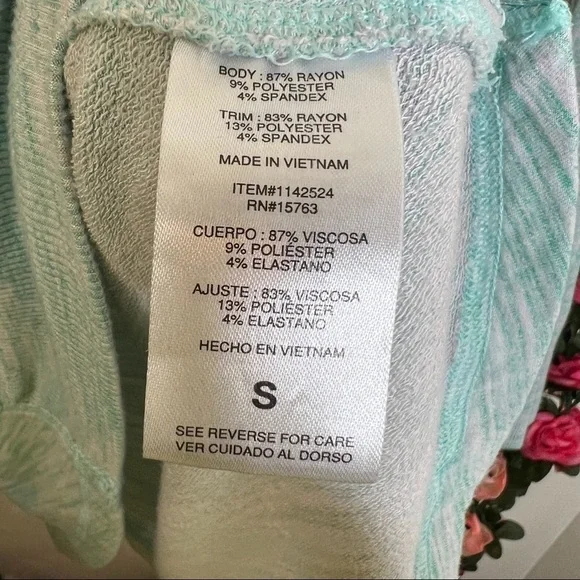 BODY : 87% RAYON
9% POLYESTER
4% SPANDEX
TRIM : 83% RAYON
13% POLYESTER
4% SPANDEX
MADE IN VIETNAM
ITEM#1142524
RN#15763
CUERPO : 87% VISCOSA
9% POLIÉSTER
4% ELASTANO
AJUSTE : 83% VISCOSA
13% POLIÉSTER
4% ELASTANO
HECHO EN VIETNAM
S
SEE REVERSE FOR CARE
VER CUIDADO AL DORSO